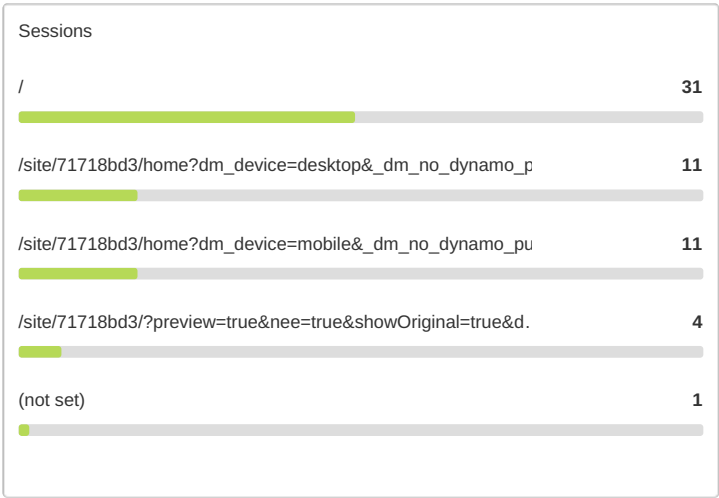 Sessions
/
31
/site/71718bd3/home?dm_device=desktop&_dm_no_dynamo_p
11
/site/71718bd3/home?dm_device=mobile&_dm_no_dynamo_pu
11
/site/71718bd3/?preview=true&nee=true&showOriginal=true&d.
4
(not set)
1